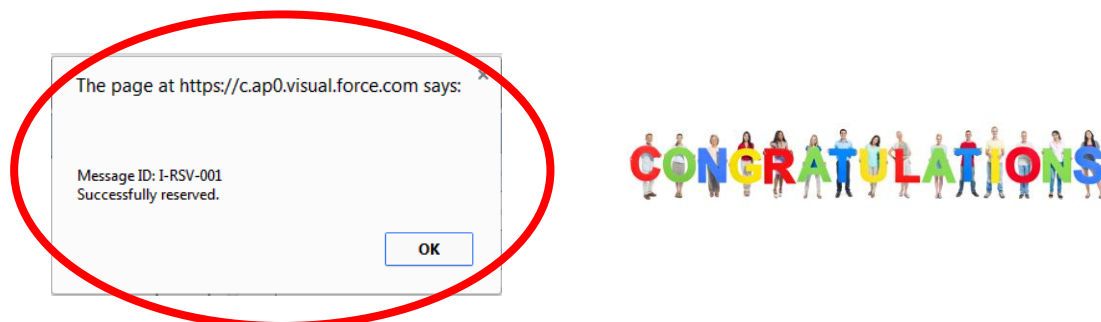 The page at https://c.ap0.visual.force.com says:
Message ID: I-RSV-001
Successfully reserved.
OK
CONGRATULATIONS